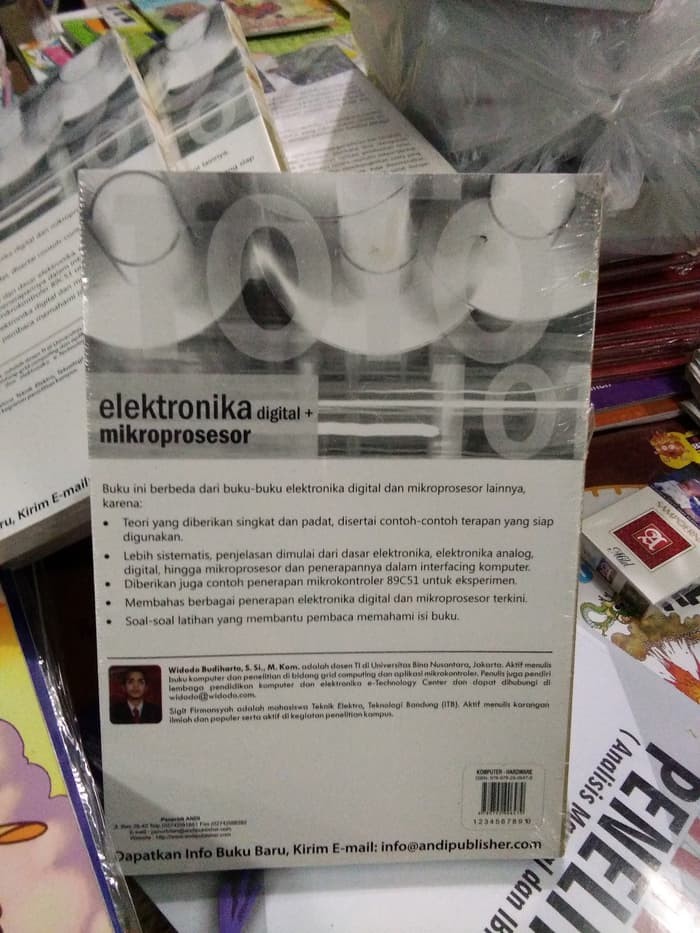 elektronika digital +
mikroprosesor
Buku ini berbeda dari buku-buku elektronika digital dan mikroprosesor lainnya,
karena:
• Teori yang diberikan singkat dan padat, disertai contoh-contoh terapan yang siap
digunakan.
• Lebih sistematis, penjelasan dimulai dari dasar elektronika, elektronika analog,
digital, hingga mikroprosesor dan penerapannya dalam interfacing komputer.
• Diberikan juga contoh penerapan mikrokontroler 89C51 untuk eksperimen.
• Membahas berbagai penerapan elektronika digital dan mikroprosesor terkini.
• Soal-soal latihan yang membantu pembaca memahami isi buku.
Widodo Budiharto, S. Si., M. Kom. adalah dosen TI di Universitas Bina Nusantara, Jakarta. Aktif menulis
buku komputer dan penelitian di bidang grid computing dan aplikasi mikrokontroler. Penulis juga pendiri
lembaga pendidikan komputer dan elektronika e-Technology Center dan dapat dihubungi di
widodo@widodo.com.
Sigit Firmansyah adalah mahasiswa Teknik Elektro, Teknologi Bandung (ITB). Aktif menulis karangan
ilmiah dan populer serta aktif di kegiatan penelitian kampus.
KOMPUTER - HARDWARE
12345678910
Penerbit ANDI
Dapatkan Info Buku Baru, Kirim E-mail: info@andipublisher.com
ru, Kirim E-mail:
PENELIT
( Analisis